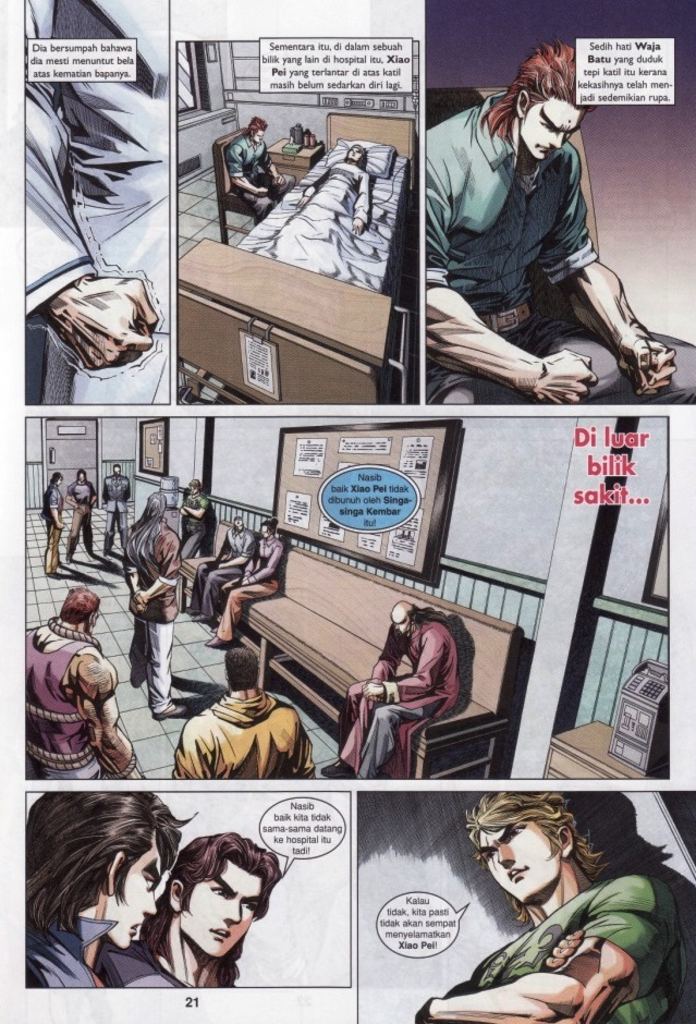 Dia bersumpah bahawa
dia mesti menuntut bela
atas kematian bapanya.
Sementara itu, di dalam sebuah
bilik yang lain di hospital itu, Xiao
Pei yang terlantar di atas katil
masih belum sedarkan diri lagi.
Sedih hati Waja
Batu yang duduk
tepi katil itu kerana
kekasihnya telah men-
jadi sedemikian rupa.
Di luar
bilik
sakit...
Nasib
baik Xiao Pei tidak
dibunuh oleh Singa-
singa Kembar
itu!
Nasib
baik kita tidak
sama-sama datang
ke hospital itu
tadi!
Kalau
tidak, kita pasti
tidak akan sempat
menyelamatkan
Xiao Pei!
21